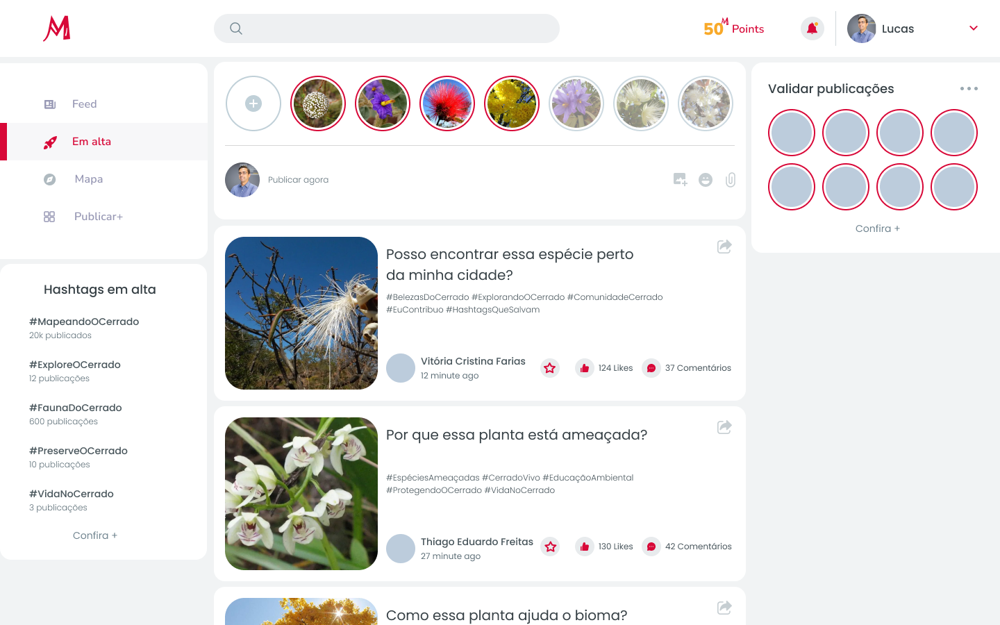 M
50M Points
Lucas
Feed
Em alta
Mapa
Publicar+
Hashtags em alta
#MapeandoOCerrado
20k publicados
#ExploreOCerrado
12 publicações
#FaunaDoCerrado
600 publicações
#PreserveOCerrado
10 publicações
#VidaNoCerrado
3 publicações
Confira +
Publicar agora
Posso encontrar essa espécie perto
da minha cidade?
#BelezasDoCerrado #ExplorandoOCerrado #ComunidadeCerrado
#EuContribuo #HashtagsQueSalvam
Vitória Cristina Farias
12 minute ago
124 Likes
37 Comentários
Por que essa planta está ameaçada?
#EspéciesAmeaçadas #CerradoVivo #EducaçãoAmbiental
#ProtegendoOCerrado #VidaNoCerrado
Thiago Eduardo Freitas
27 minute ago
130 Likes
42 Comentários
Como essa planta ajuda o bioma?
Validar publicações
Confira +